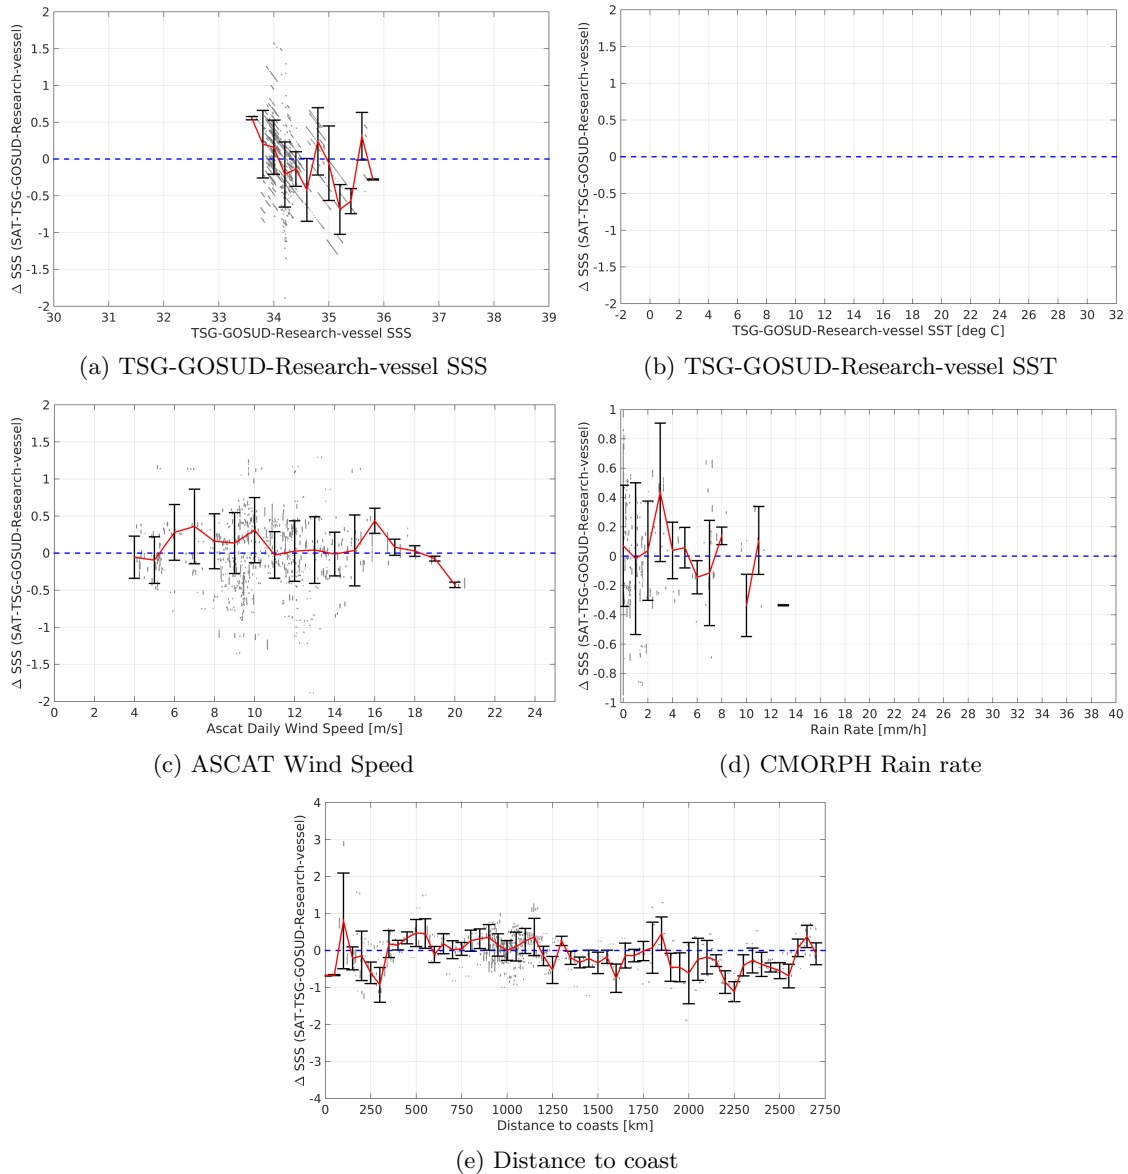 2
1.5
1
0.5
0
-0.5
-1
-1.5
-2
Δ SSS (SAT-TSG-GOSUD-Research-vessel)
30 31 32 33 34 35 36 37 38 39
TSG-GOSUD-Research-vessel SSS
(a) TSG-GOSUD-Research-vessel SSS
2
1.5
1
0.5
0
-0.5
-1
-1.5
-2
Δ SSS (SAT-TSG-GOSUD-Research-vessel)
-2 0 2 4 6 8 10 12 14 16 18 20 22 24 26 28 30 32
TSG-GOSUD-Research-vessel SST [deg C]
(b) TSG-GOSUD-Research-vessel SST
2
1.5
1
0.5
0
-0.5
-1
-1.5
-2
Δ SSS (SAT-TSG-GOSUD-Research-vessel)
0 2 4 6 8 10 12 14 16 18 20 22 24
Ascat Daily Wind Speed [m/s]
(c) ASCAT Wind Speed
1
0.8
0.6
0.4
0.2
0
-0.2
-0.4
-0.6
-0.8
-1
Δ SSS (SAT-TSG-GOSUD-Research-vessel)
0 2 4 6 8 10 12 14 16 18 20 22 24 26 28 30 32 34 36 38 40
Rain Rate [mm/h]
(d) CMORPH Rain rate
4
3
2
1
0
-1
-2
-3
-4
Δ SSS (SAT-TSG-GOSUD-Research-vessel)
0 250 500 750 1000 1250 1500 1750 2000 2250 2500 2750
Distance to coasts [km]
(e) Distance to coast